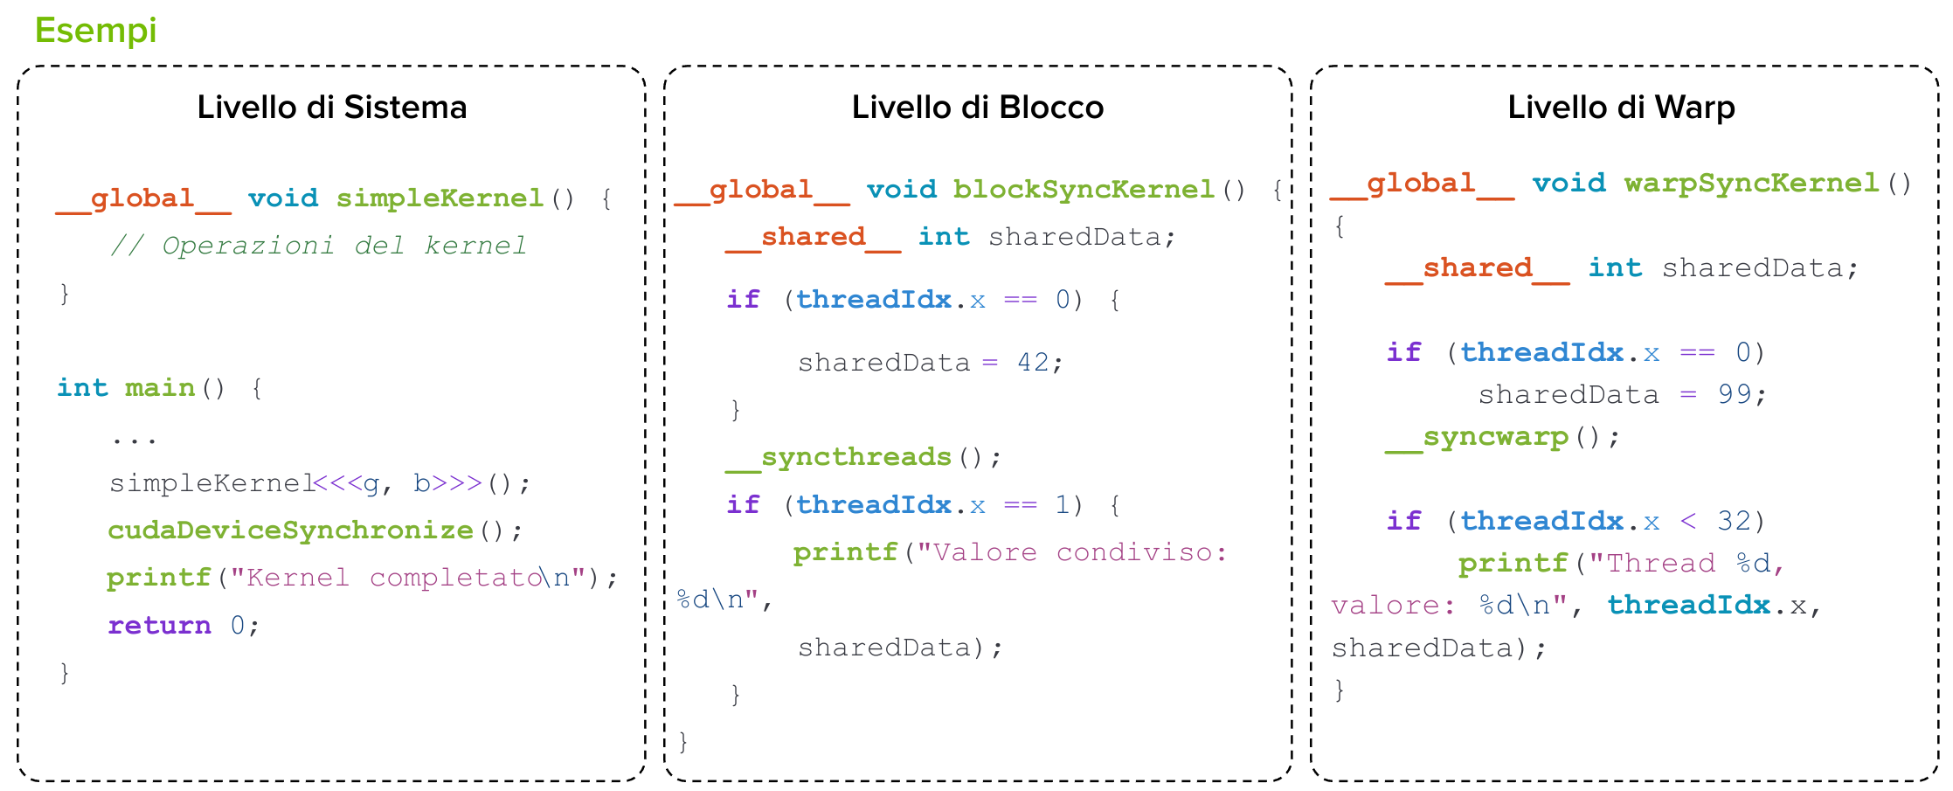 Esempi
Livello di Sistema
__global__ void simpleKernel() {
// Operazioni del kernel
}
int main() {
...
simpleKernel<<<g, b>>>();
cudaDeviceSynchronize();
printf("Kernel completato\n");
return 0;
}
Livello di Blocco
__global__ void blockSyncKernel() {
__shared__ int sharedData;
if (threadIdx.x == 0) {
sharedData = 42;
}
__syncthreads();
if (threadIdx.x == 1) {
printf("Valore condiviso:
%d\n",
sharedData);
}
}
Livello di Warp
__global__ void warpSyncKernel()
{
__shared__ int sharedData;
if (threadIdx.x == 0)
sharedData = 99;
__syncwarp();
if (threadIdx.x < 32)
printf("Thread %d,
valore: %d\n", threadIdx.x,
sharedData);
}